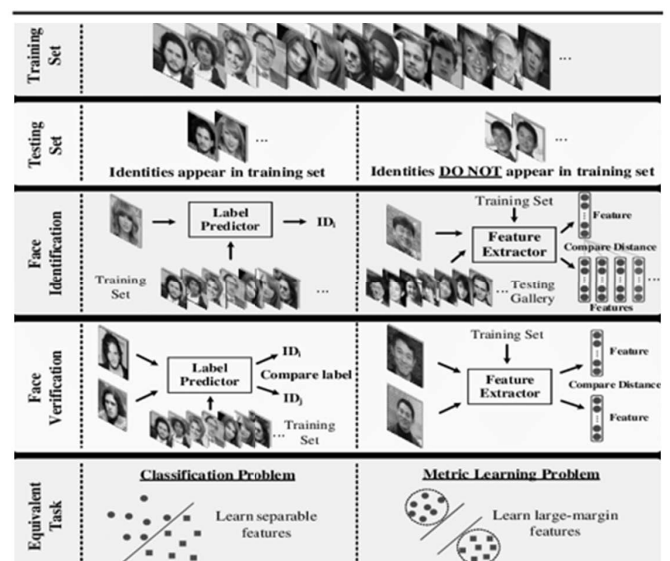 Training
Set
...
Testing
Set
...
Identities appear in training set
...
Identities DO NOT appear in training set
Face
Identification
Label
Predictor
IDi
Training
Set
...
Training Set
Feature
Extractor
Feature
Compare Distance
... Testing
Gallery
...
Features
Face
Verification
Label
Predictor
IDi
Compare label
IDj
... Training
Set
Training Set
Feature
Extractor
Feature
Compare Distance
Feature
Equivalent
Task
Classification Problem
Learn separable
features
Metric Learning Problem
Learn large-margin
features